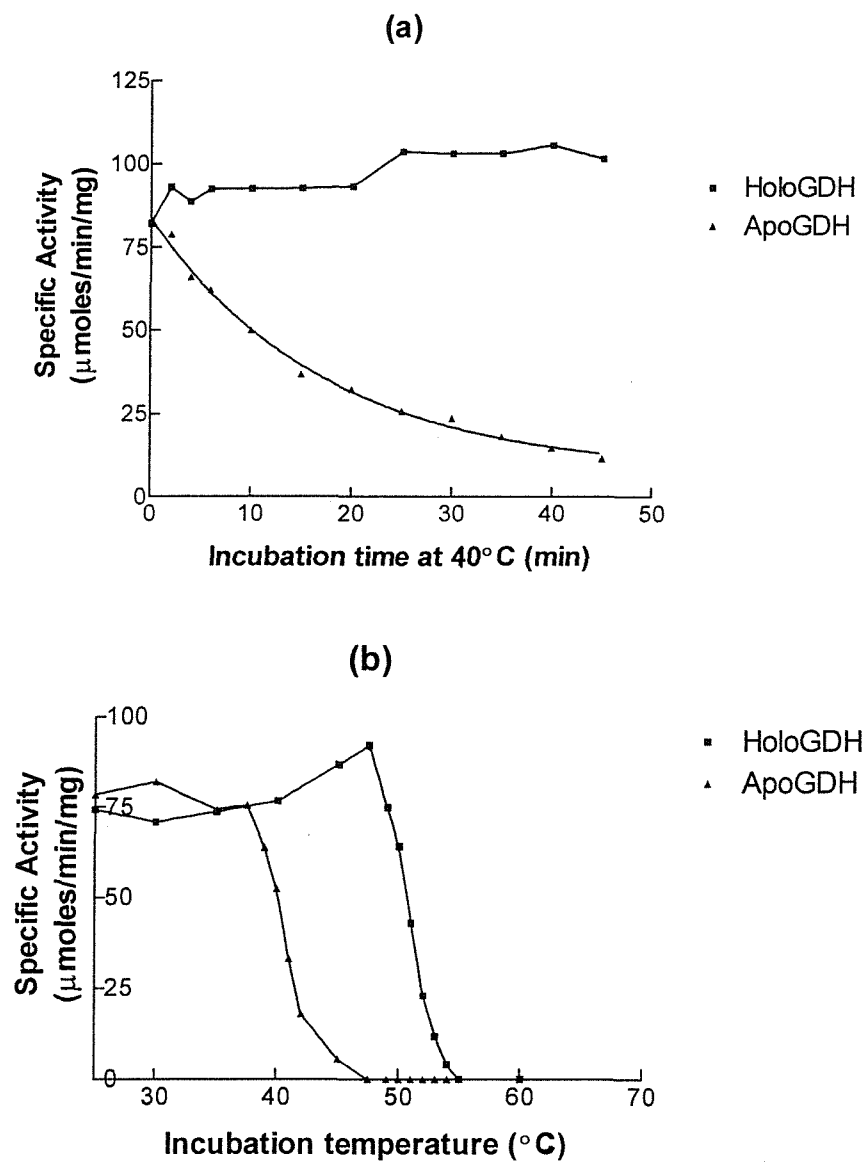 (a)
125
100
75
50
25
0
Specific Activity
(μmoles/min/mg)
HoloGDH
ApoGDH
0 10 20 30 40 50
Incubation time at 40°C (min)
(b)
100
75
50
25
0
Specific Activity
(μmoles/min/mg)
HoloGDH
ApoGDH
30 40 50 60 70
Incubation temperature (°C)